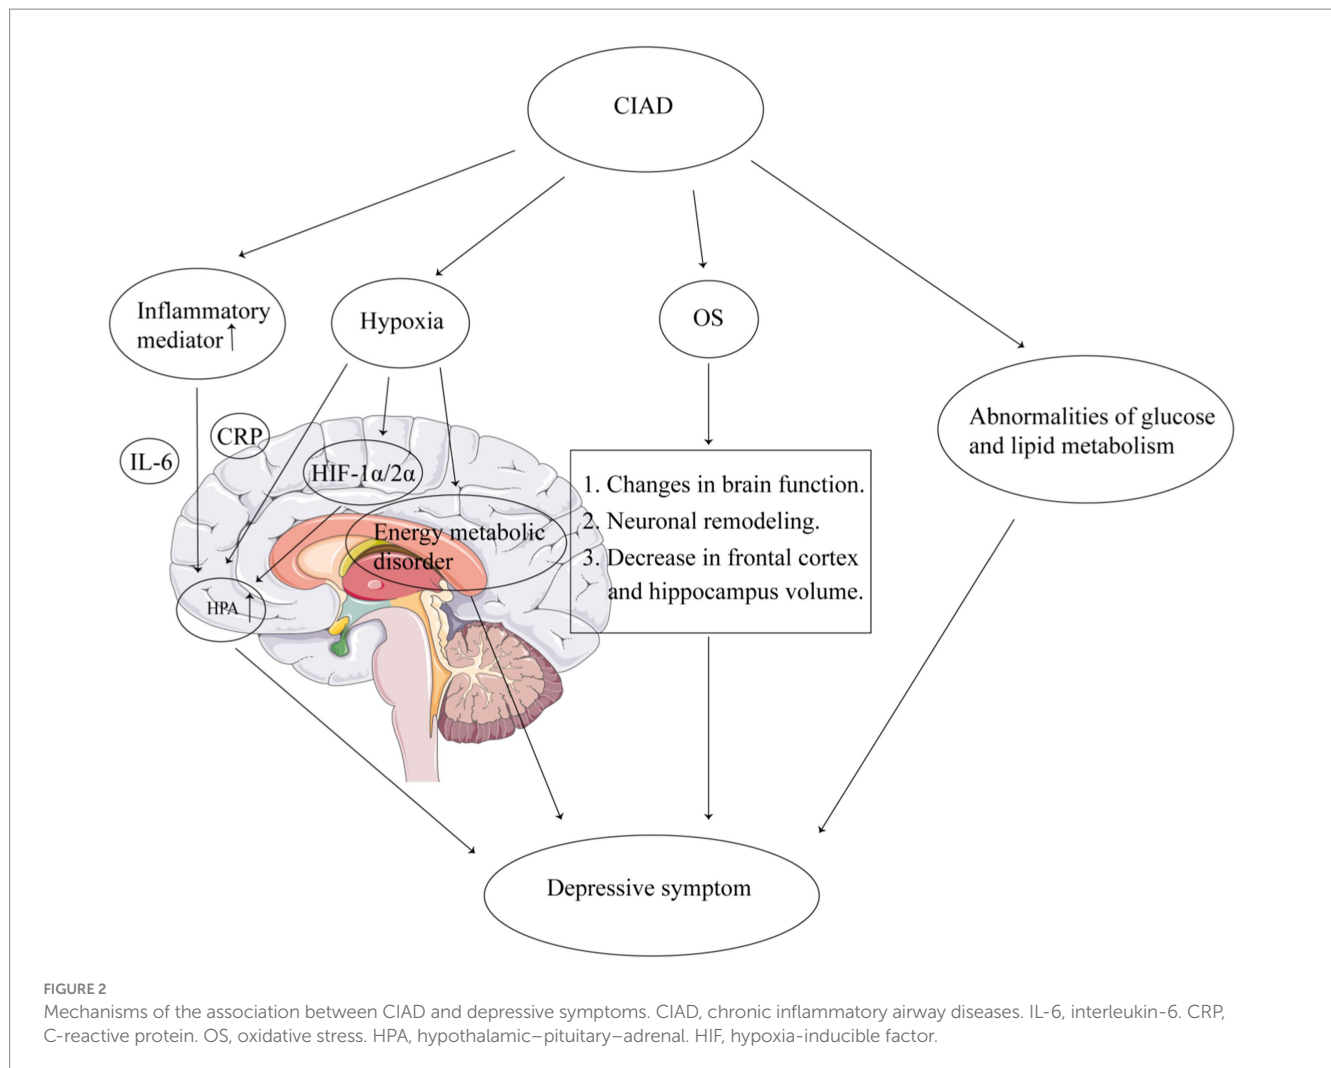 CIAD
Inflammatory
mediator↑
Hypoxia
OS
Abnormalities of glucose
and lipid metabolism
IL-6
CRP
HIF-1α/2α
Energy metabolic
disorder
HPA ↑
1. Changes in brain function.
2. Neuronal remodeling.
3. Decrease in frontal cortex
and hippocampus volume.
Depressive symptom
FIGURE 2
Mechanisms of the association between CIAD and depressive symptoms. CIAD, chronic inflammatory airway diseases. IL-6, interleukin-6. CRP,
C-reactive protein. OS, oxidative stress. HPA, hypothalamic–pituitary–adrenal. HIF, hypoxia-inducible factor.